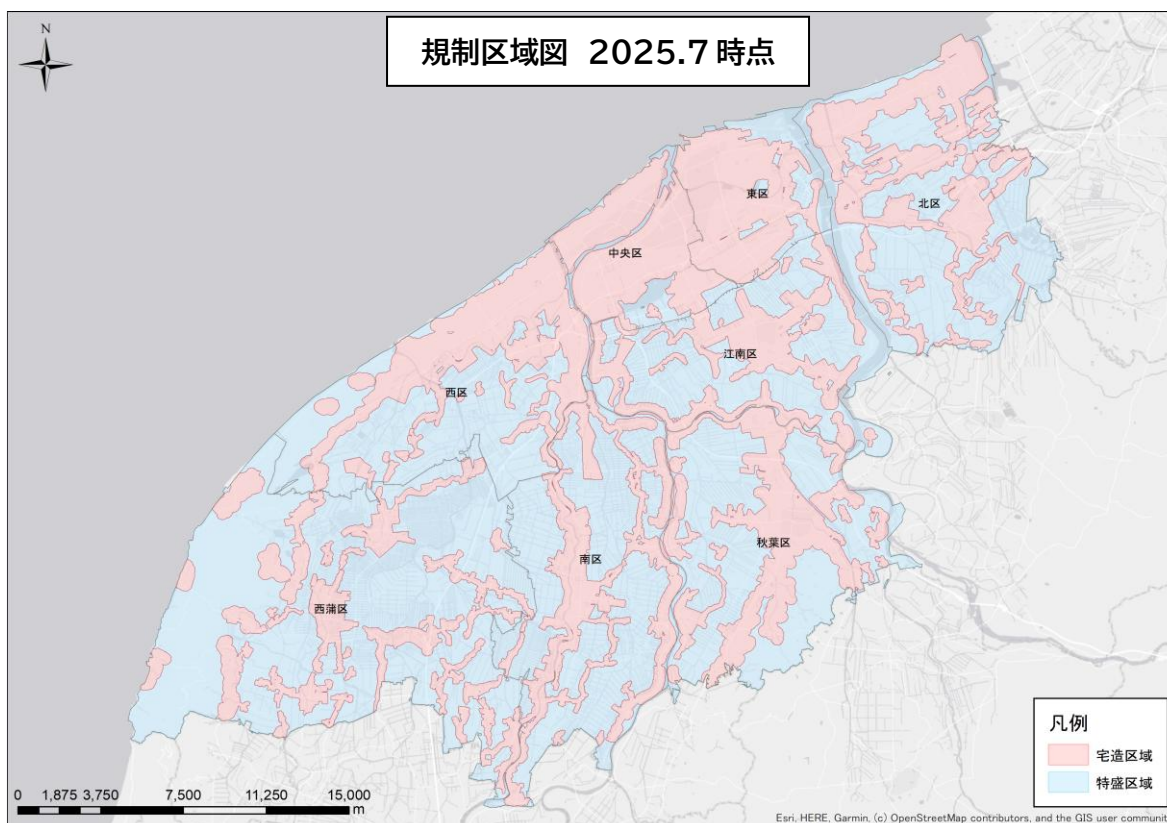 規制区域図 2025.7時点
N
東区
北区
中央区
江南区
西区
秋葉区
南区
西蒲区
凡例
宅造区域
特盛区域
0 1,875 3,750 7,500 11,250 15,000
m
Esri, HERE, Garmin, (c) OpenStreetMap contributors, and the GIS user communit